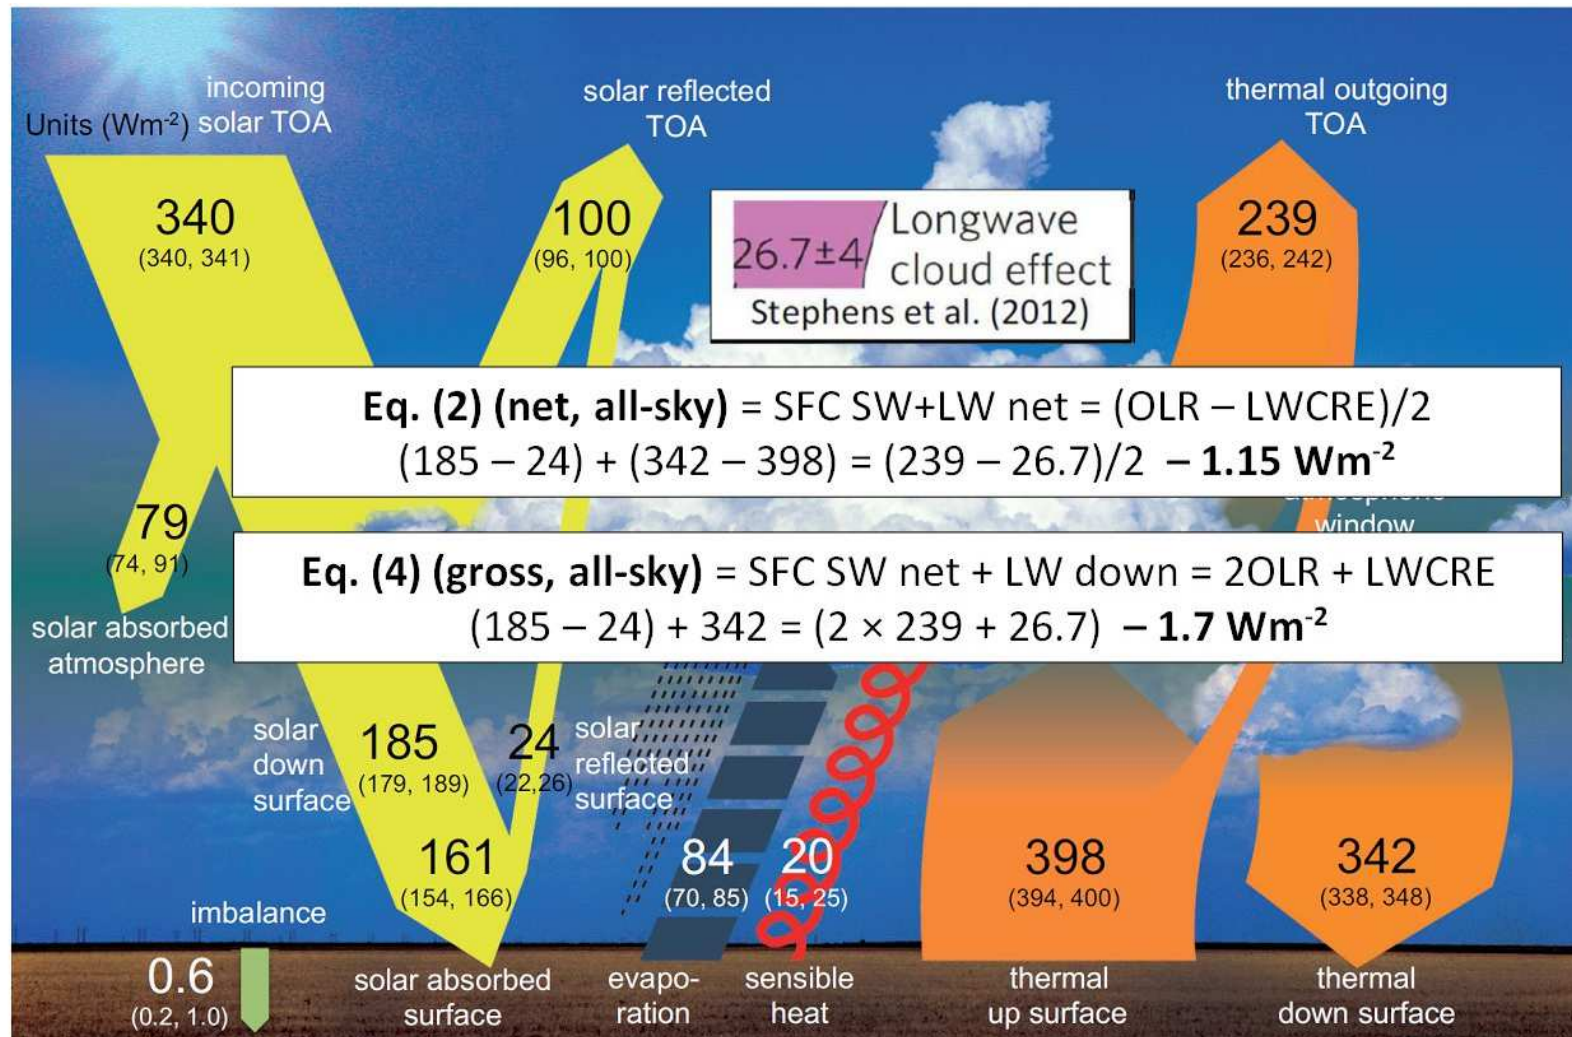 incoming
Units (Wm-2) solar TOA
340
(340, 341)
solar reflected
TOA
100
(96, 100)
26.7±4
Longwave
cloud effect
Stephens et al. (2012)
thermal outgoing
TOA
239
(236, 242)
Eq. (2) (net, all-sky) = SFC SW+LW net = (OLR – LWCRE)/2
(185 – 24) + (342 – 398) = (239 – 26.7)/2 – 1.15 Wm-2
79
(74, 91)
solar absorbed
atmosphere
atmospheric
window
Eq. (4) (gross, all-sky) = SFC SW net + LW down = 2OLR + LWCRE
(185 – 24) + 342 = (2 × 239 + 26.7) – 1.7 Wm-2
solar
down
surface
185
(179, 189)
24
(22,26)
solar
reflected
surface
161
(154, 166)
84
(70, 85)
20
(15, 25)
398
(394, 400)
342
(338, 348)
imbalance
0.6
(0.2, 1.0)
solar absorbed
surface
evapo-
ration
sensible
heat
thermal
up surface
thermal
down surface